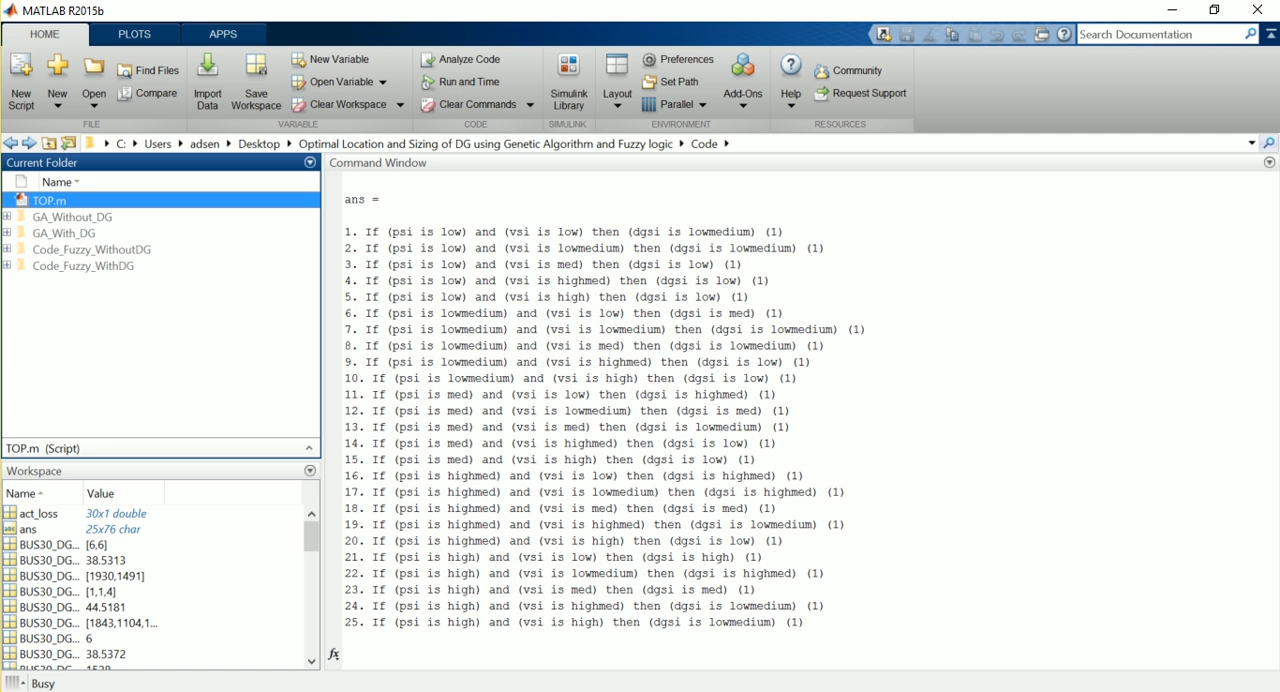 MATLAB R2015b
HOME PLOTS APPS
Search Documentation
New Script
New
Open
Find Files
Compare
Import Data
Save Workspace
New Variable
Open Variable
Clear Workspace
Analyze Code
Run and Time
Clear Commands
Simulink Library
Layout
Preferences
Set Path
Parallel
Add-Ons
Help
Community
Request Support
FILE VARIABLE CODE SIMULINK ENVIRONMENT RESOURCES
C: Users adsen Desktop Optimal Location and Sizing of DG using Genetic Algorithm and Fuzzy logic Code
Current Folder
Name
TOP.m
GA_Without_DG
GA_With_DG
Code_Fuzzy_WithoutDG
Code_Fuzzy_WithDG
TOP.m (Script)
Workspace
Name Value
act_loss 30x1 double
abc ans 25x76 char
BUS30_DG... [6,6]
BUS30_DG... 38.5313
BUS30_DG... [1930,1491]
BUS30_DG... [1,1,4]
BUS30_DG... 44.5181
BUS30_DG... [1843,1104,1...
BUS30_DG... 6
BUS30_DG... 38.5372
BUS30_DG... 1528
Command Window
ans =
1. If (psi is low) and (vsi is low) then (dgsi is lowmedium) (1)
2. If (psi is low) and (vsi is lowmedium) then (dgsi is lowmedium) (1)
3. If (psi is low) and (vsi is med) then (dgsi is low) (1)
4. If (psi is low) and (vsi is highmed) then (dgsi is low) (1)
5. If (psi is low) and (vsi is high) then (dgsi is low) (1)
6. If (psi is lowmedium) and (vsi is low) then (dgsi is med) (1)
7. If (psi is lowmedium) and (vsi is lowmedium) then (dgsi is lowmedium) (1)
8. If (psi is lowmedium) and (vsi is med) then (dgsi is lowmedium) (1)
9. If (psi is lowmedium) and (vsi is highmed) then (dgsi is low) (1)
10. If (psi is lowmedium) and (vsi is high) then (dgsi is low) (1)
11. If (psi is med) and (vsi is low) then (dgsi is highmed) (1)
12. If (psi is med) and (vsi is lowmedium) then (dgsi is med) (1)
13. If (psi is med) and (vsi is med) then (dgsi is lowmedium) (1)
14. If (psi is med) and (vsi is highmed) then (dgsi is low) (1)
15. If (psi is med) and (vsi is high) then (dgsi is low) (1)
16. If (psi is highmed) and (vsi is low) then (dgsi is highmed) (1)
17. If (psi is highmed) and (vsi is lowmedium) then (dgsi is highmed) (1)
18. If (psi is highmed) and (vsi is med) then (dgsi is med) (1)
19. If (psi is highmed) and (vsi is highmed) then (dgsi is lowmedium) (1)
20. If (psi is highmed) and (vsi is high) then (dgsi is low) (1)
21. If (psi is high) and (vsi is low) then (dgsi is high) (1)
22. If (psi is high) and (vsi is lowmedium) then (dgsi is highmed) (1)
23. If (psi is high) and (vsi is med) then (dgsi is med) (1)
24. If (psi is high) and (vsi is highmed) then (dgsi is lowmedium) (1)
25. If (psi is high) and (vsi is high) then (dgsi is lowmedium) (1)
fx
Busy